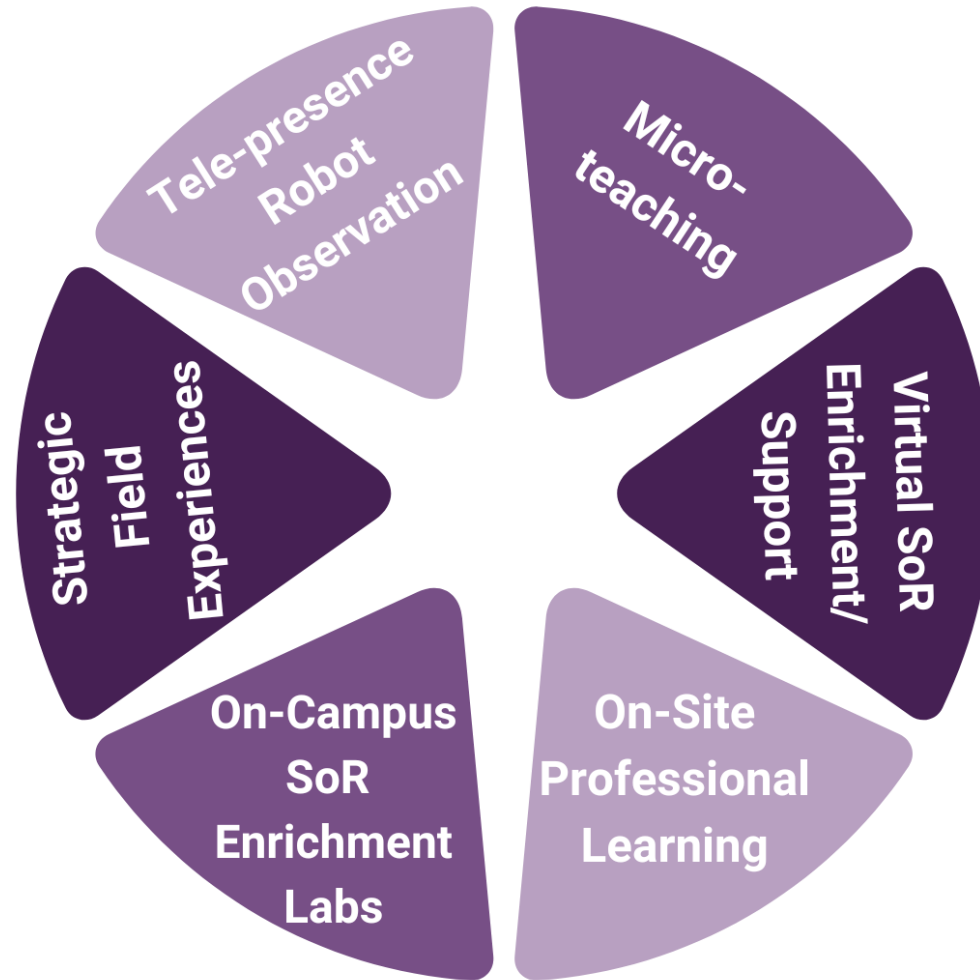 Tele-presence
Robot
Observation
Micro-
teaching
Virtual SoR
Enrichment/
Support
On-Site
Professional
Learning
On-Campus
SoR
Enrichment
Labs
Strategic
Field
Experiences